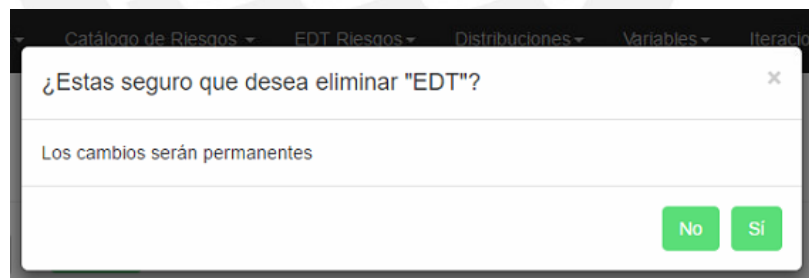 Catálogo de Riesgos EDT Riesgos Distribuciones Variables Iteracio
¿Estas seguro que desea eliminar "EDT"? ×
Los cambios serán permanentes
No Sí